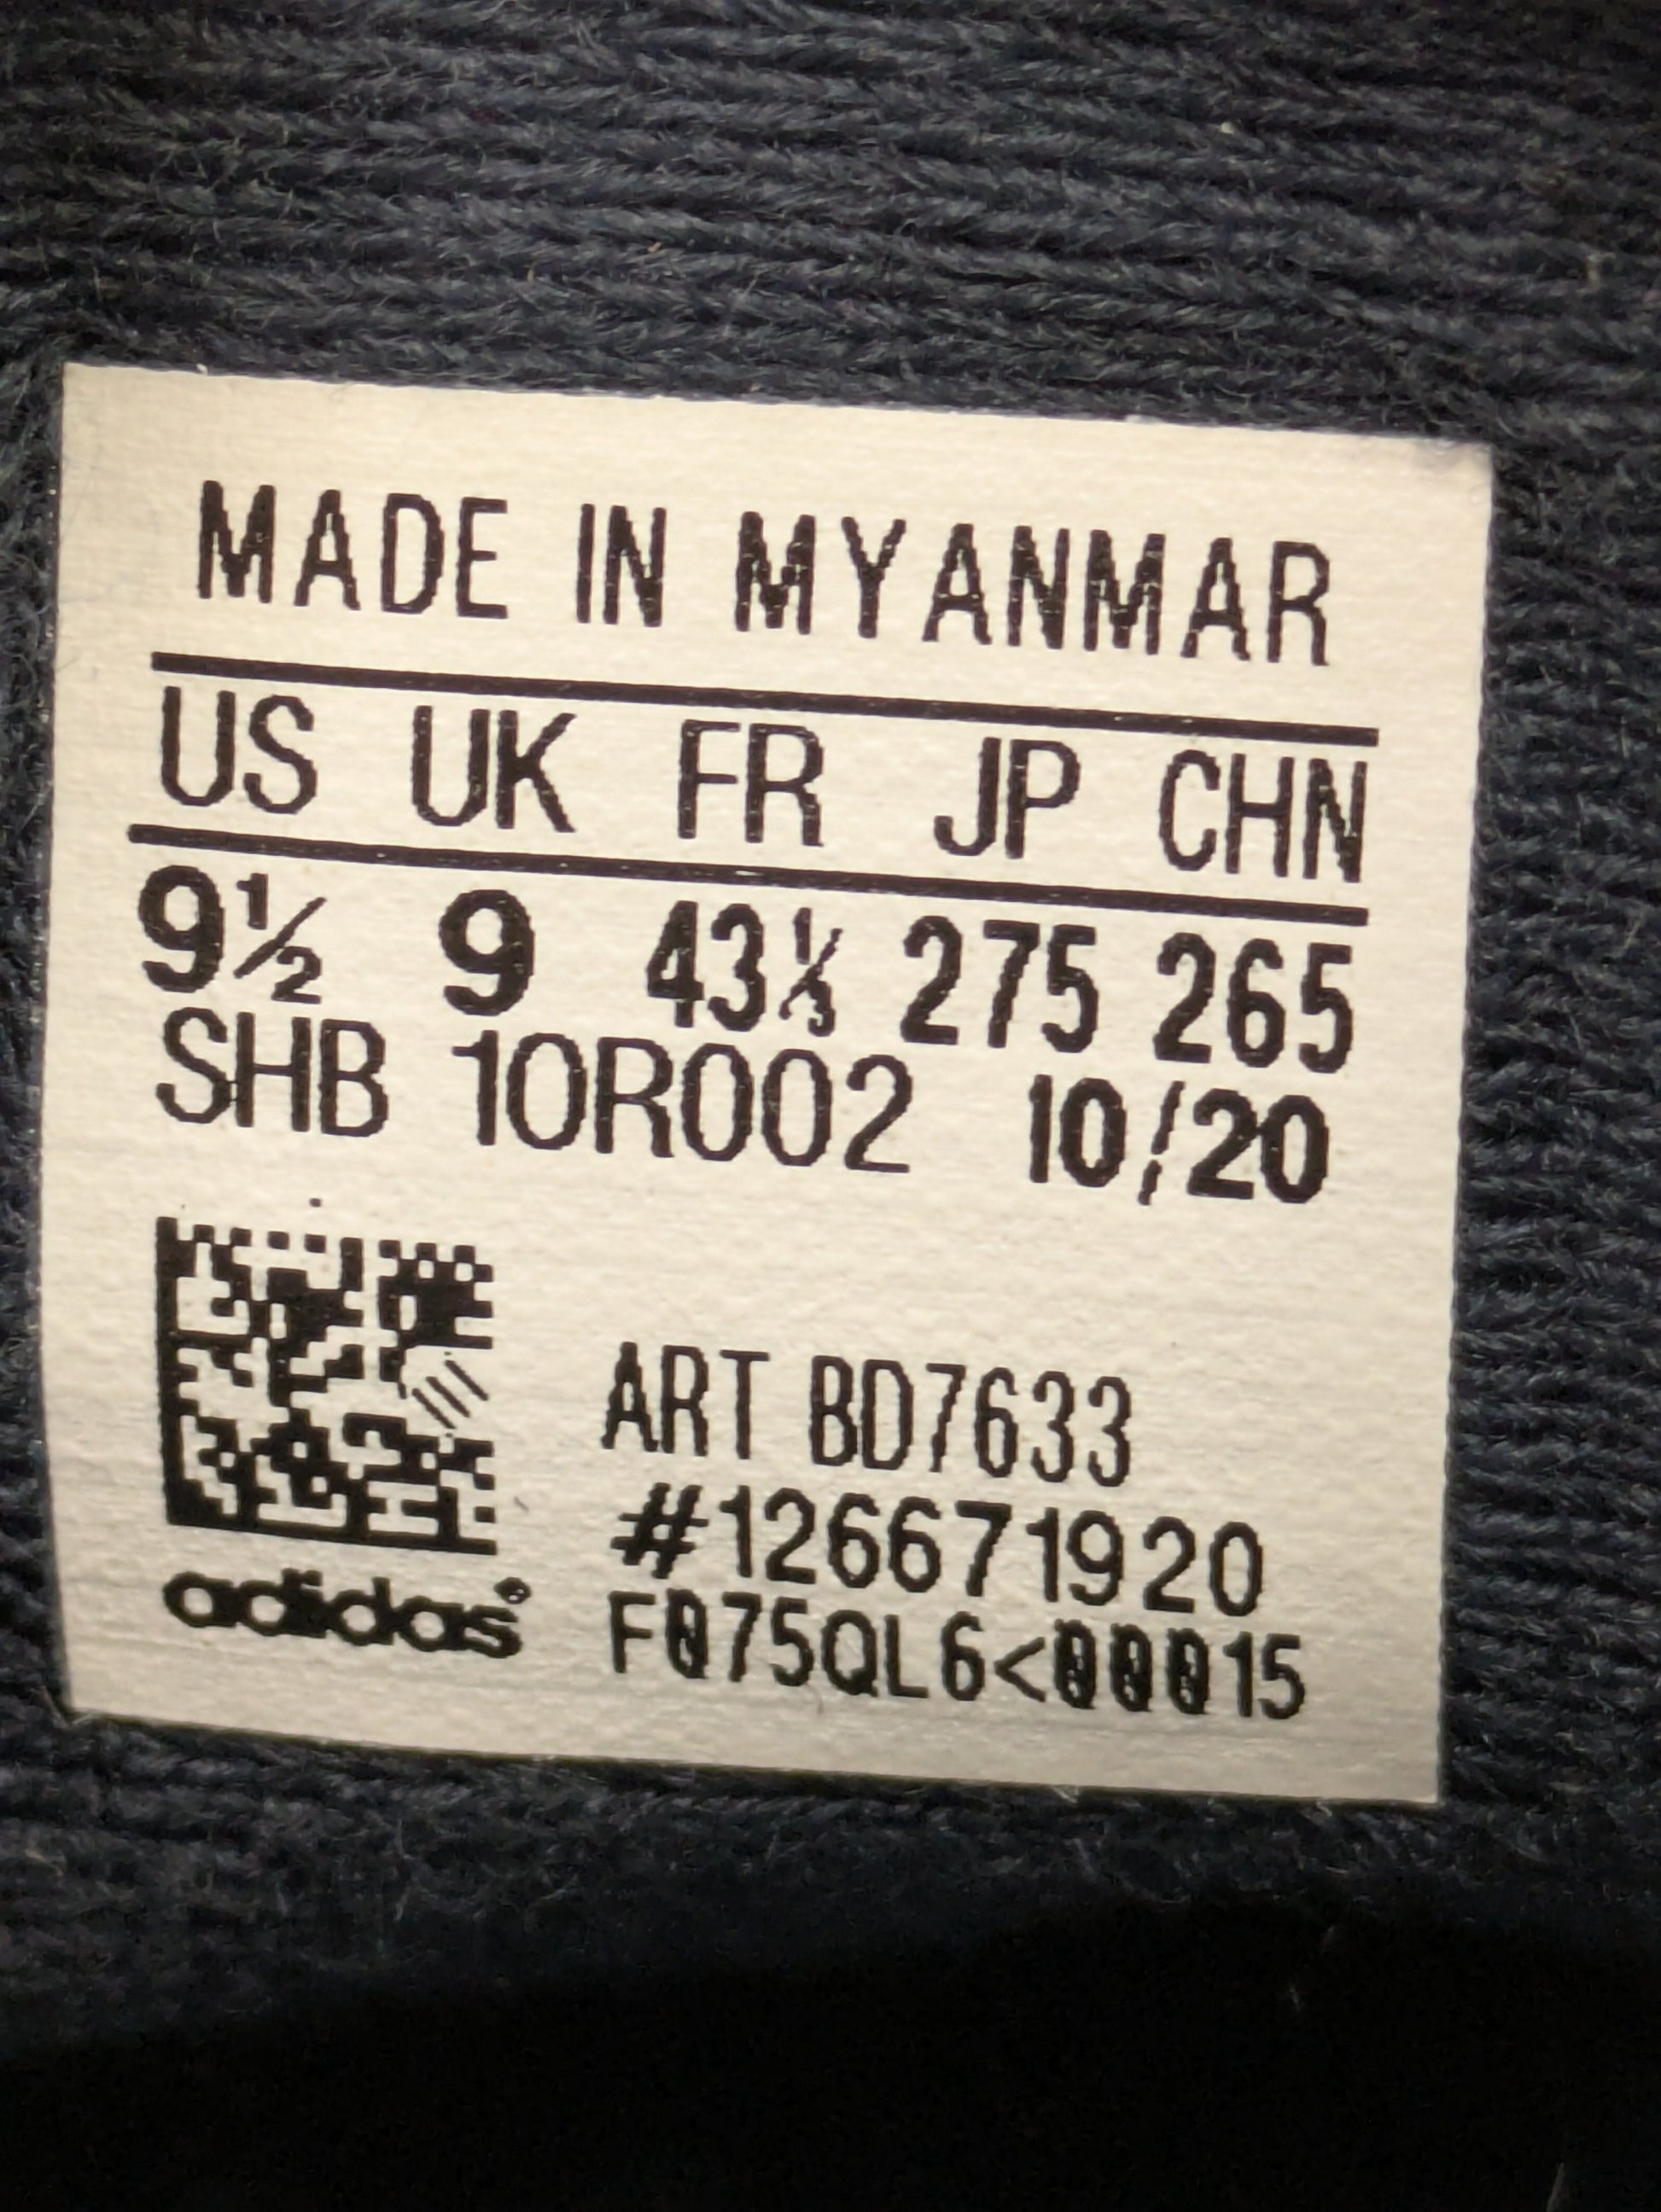 MADE IN MYANMAR
US UK FR JP CHN
9½ 9 43⅓ 275 265
SHB 10R002 10/20
ART BD7633
#126671920
adidas® F075QL6<00015